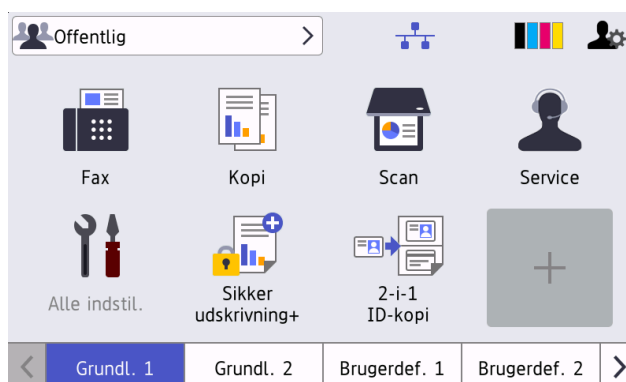 Offentlig
Fax
Kopi
Scan
Service
Alle indstil.
Sikker
udskrivning+
2-i-1
ID-kopi
Grundl. 1
Grundl. 2
Brugerdef. 1
Brugerdef. 2